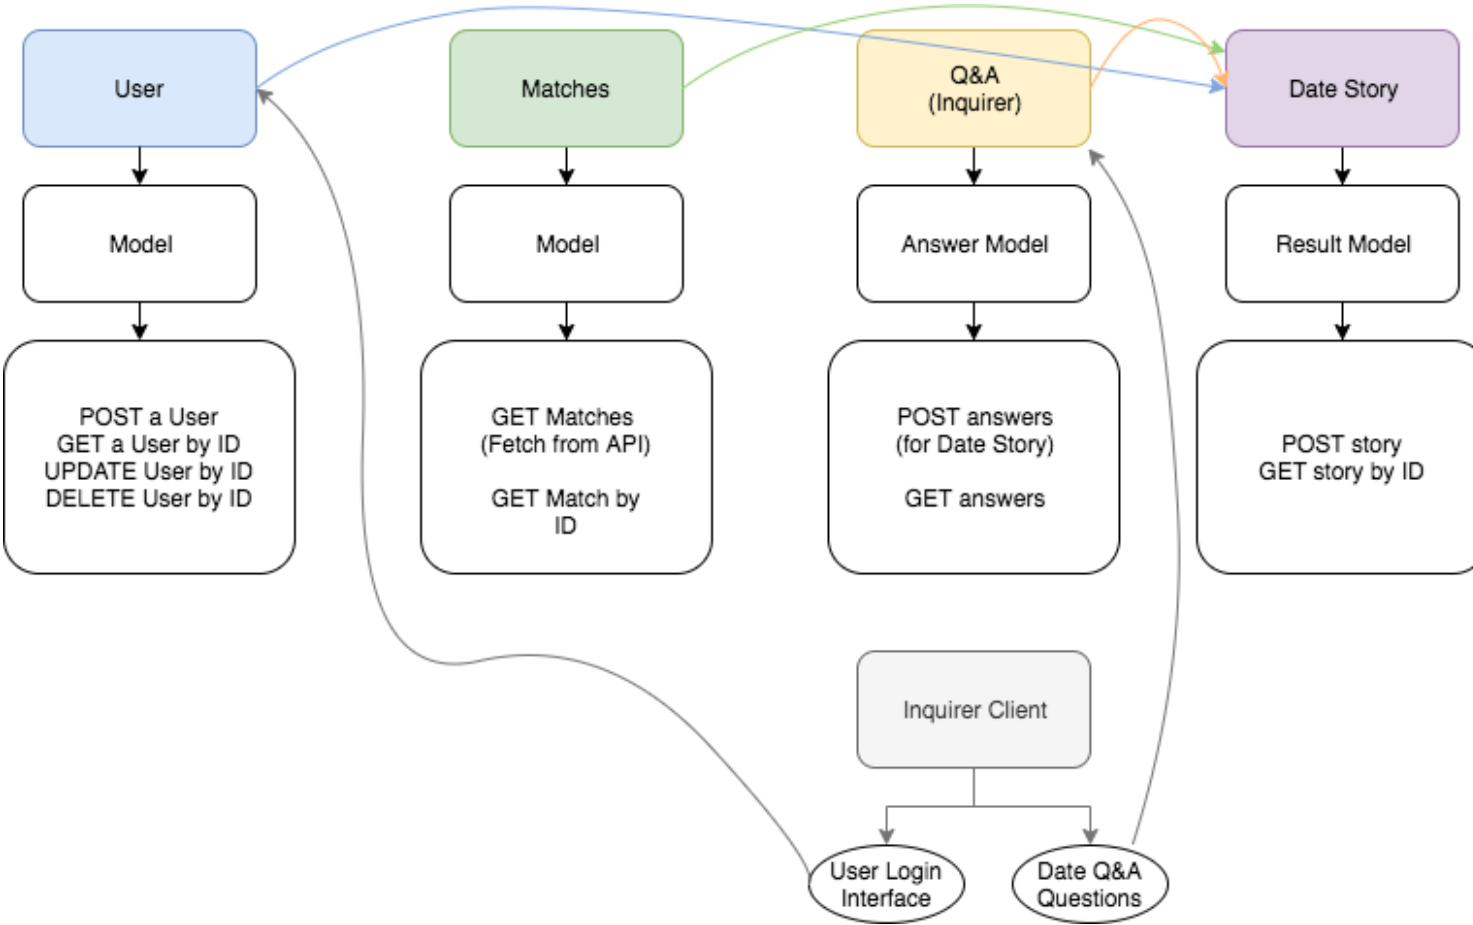 User
Matches
Q&A
(Inquirer)
Date Story
Model
Model
Answer Model
Result Model
POST a User
GET a User by ID
UPDATE User by ID
DELETE User by ID
GET Matches
(Fetch from API)
GET Match by
ID
POST answers
(for Date Story)
GET answers
POST story
GET story by ID
Inquirer Client
User Login
Interface
Date Q&A
Questions